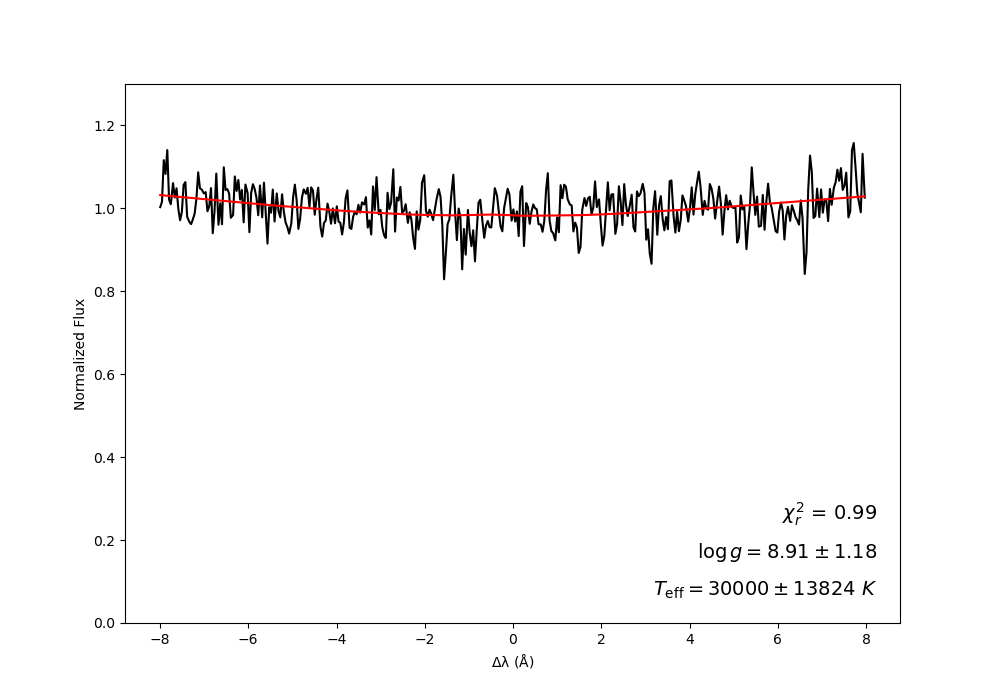 Normalized Flux
1.2
1.0
0.8
0.6
0.4
0.2
0.0
χ²ᵣ = 0.99
log g = 8.91 ± 1.18
T_eff = 30000 ± 13824 K
−8 −6 −4 −2 0 2 4 6 8
Δλ (Å)